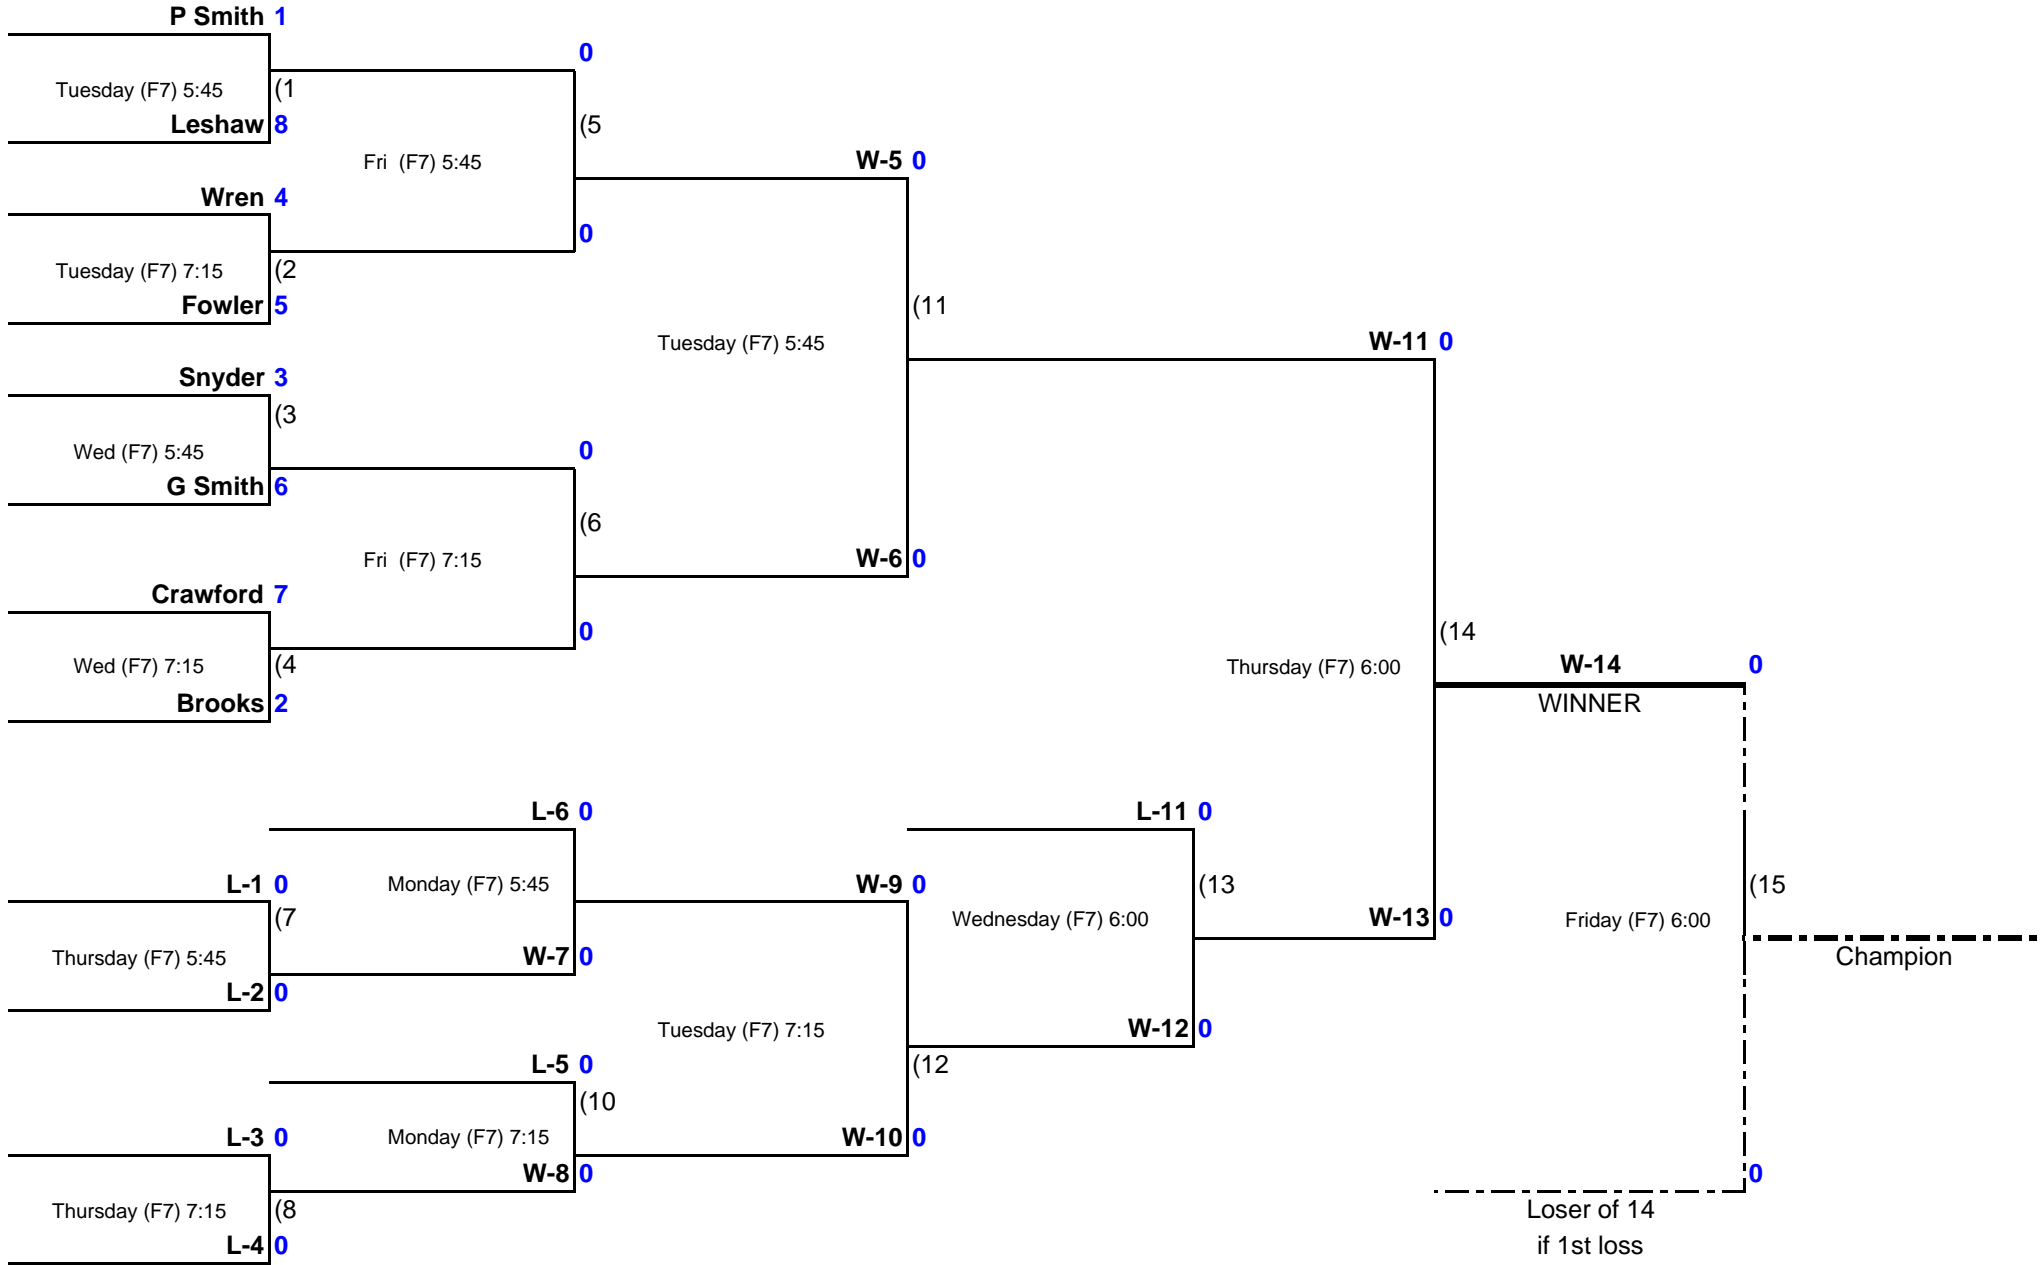 P Smith 1
0
Tuesday (F7) 5:45 (1
Leshaw 8
(5
Fri (F7) 5:45
W-5 0
Wren 4
0
Tuesday (F7) 7:15 (2
Fowler 5
(11
Tuesday (F7) 5:45
W-11 0
Snyder 3
(3
Wed (F7) 5:45
0
G Smith 6
(6
Fri (F7) 7:15
W-6 0
Crawford 7
0
(14
Wed (F7) 7:15 (4
Thursday (F7) 6:00
W-14 0
Brooks 2
WINNER
L-6 0
L-11 0
L-1 0
Monday (F7) 5:45
W-9 0
(13
(15
(7
Wednesday (F7) 6:00
W-13 0
Friday (F7) 6:00
Thursday (F7) 5:45
W-7 0
Champion
L-2 0
Tuesday (F7) 7:15
W-12 0
L-5 0
(12
(10
L-3 0
Monday (F7) 7:15
W-10 0
W-8 0
0
Thursday (F7) 7:15 (8
Loser of 14
L-4 0
if 1st loss